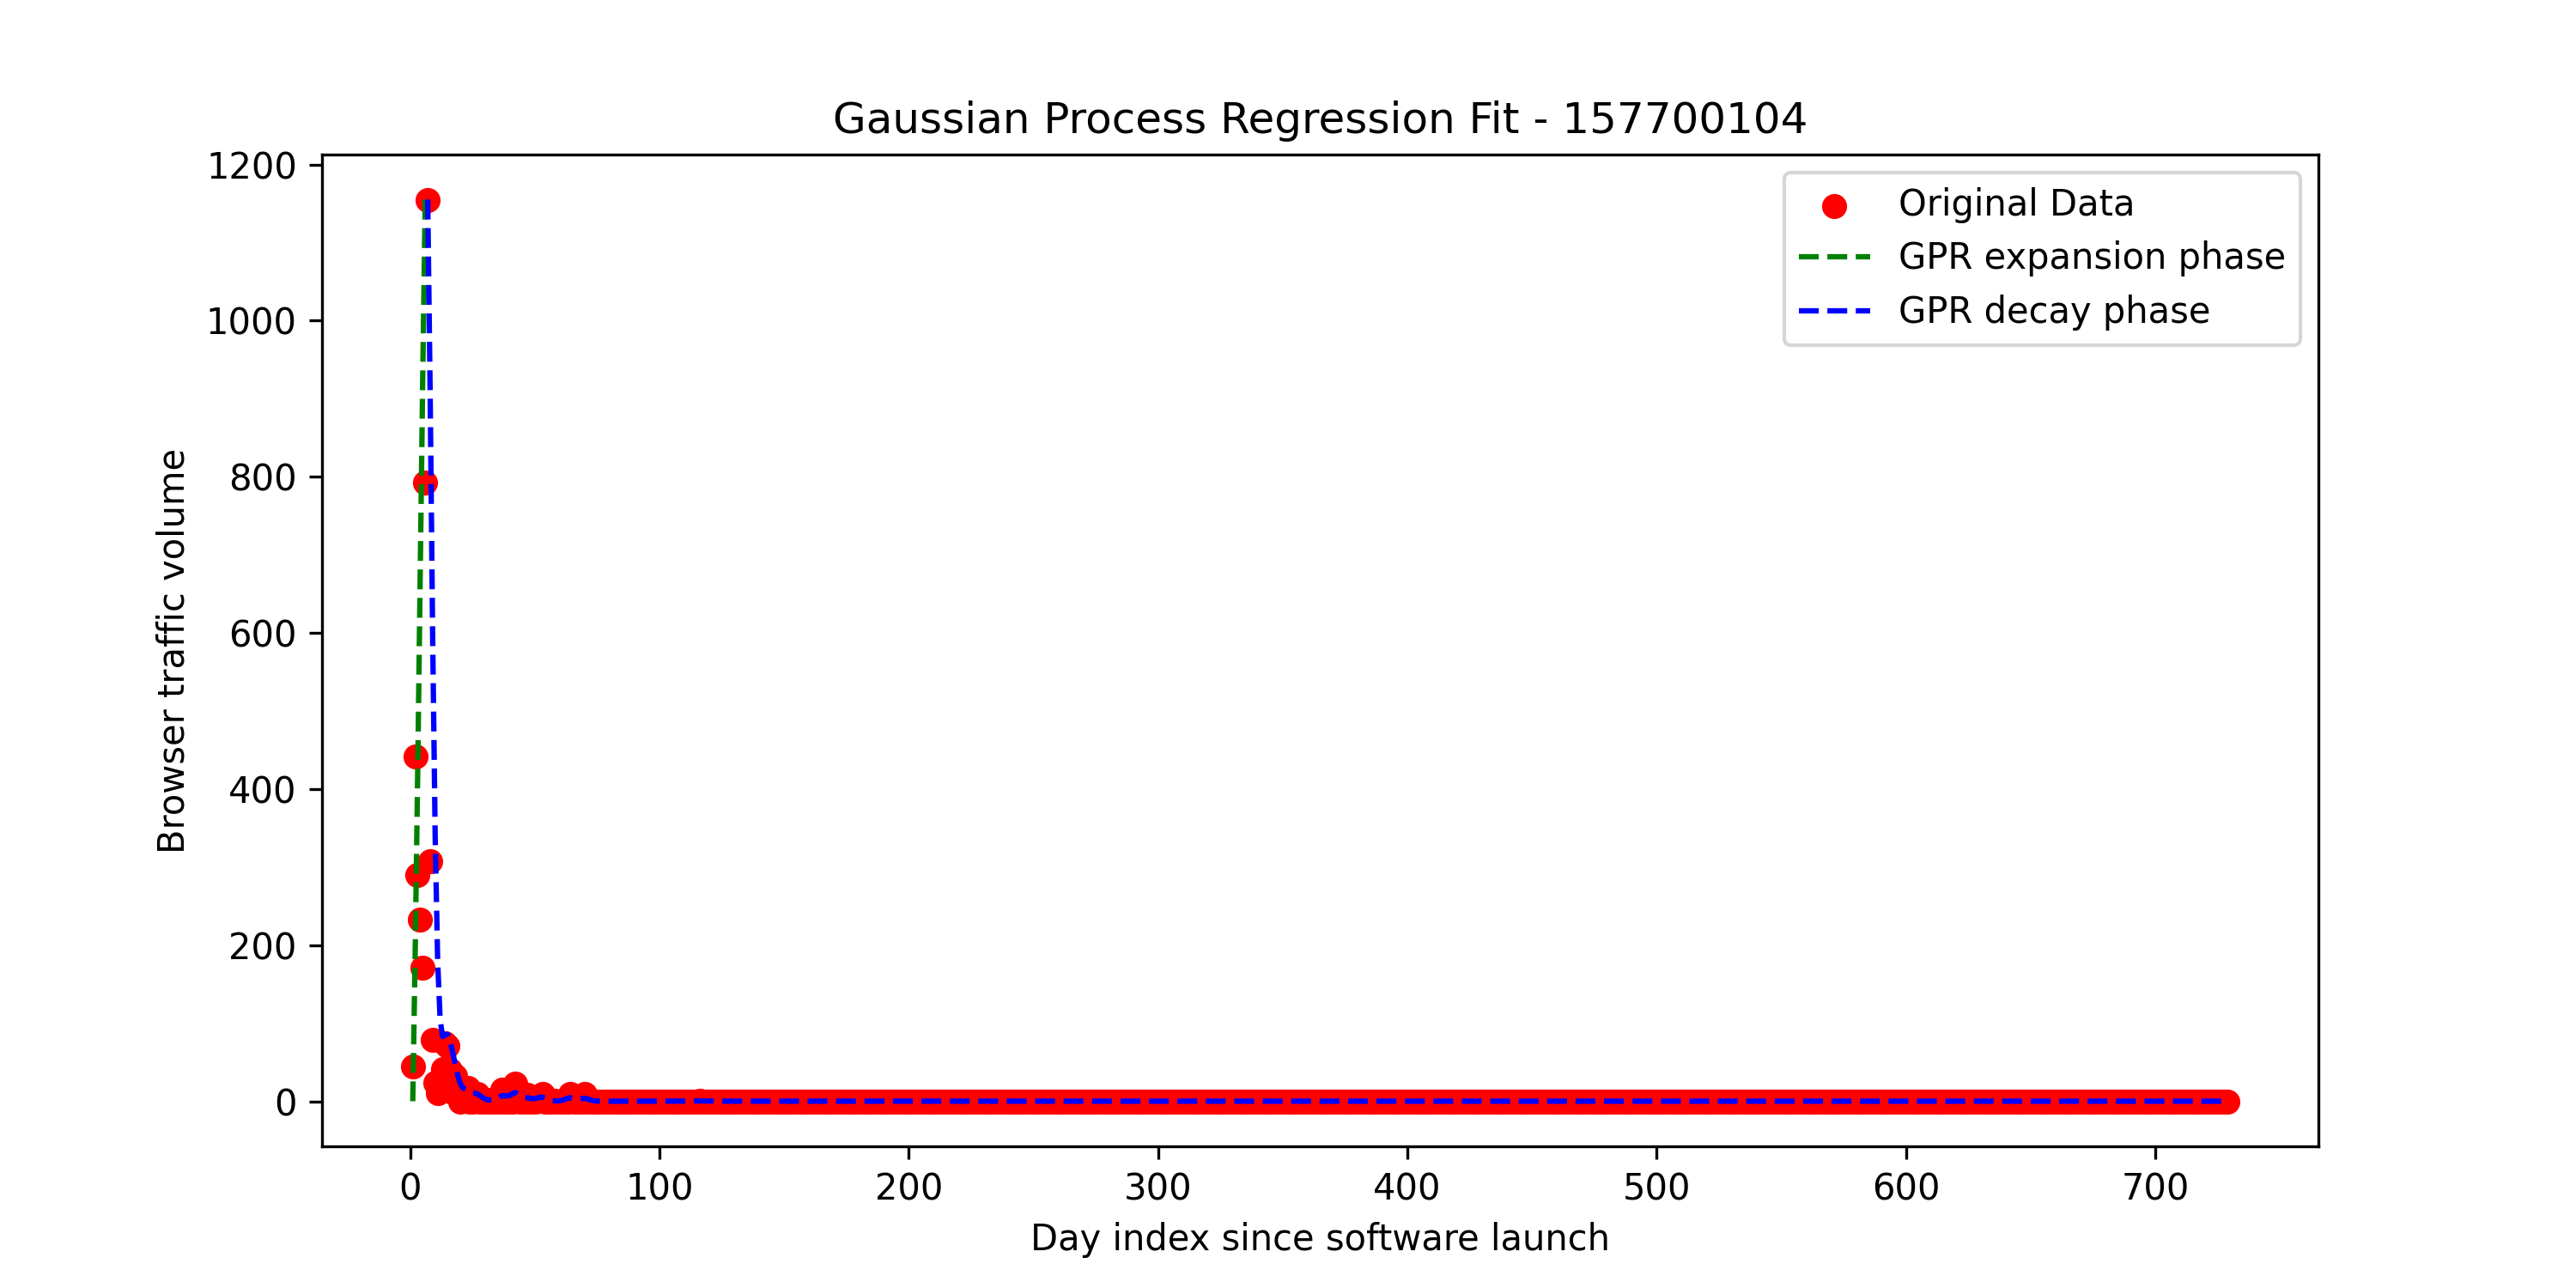 Gaussian Process Regression Fit - 157700104
1200
1000
800
600
400
200
0
Browser traffic volume
Original Data
GPR expansion phase
GPR decay phase
0 100 200 300 400 500 600 700
Day index since software launch